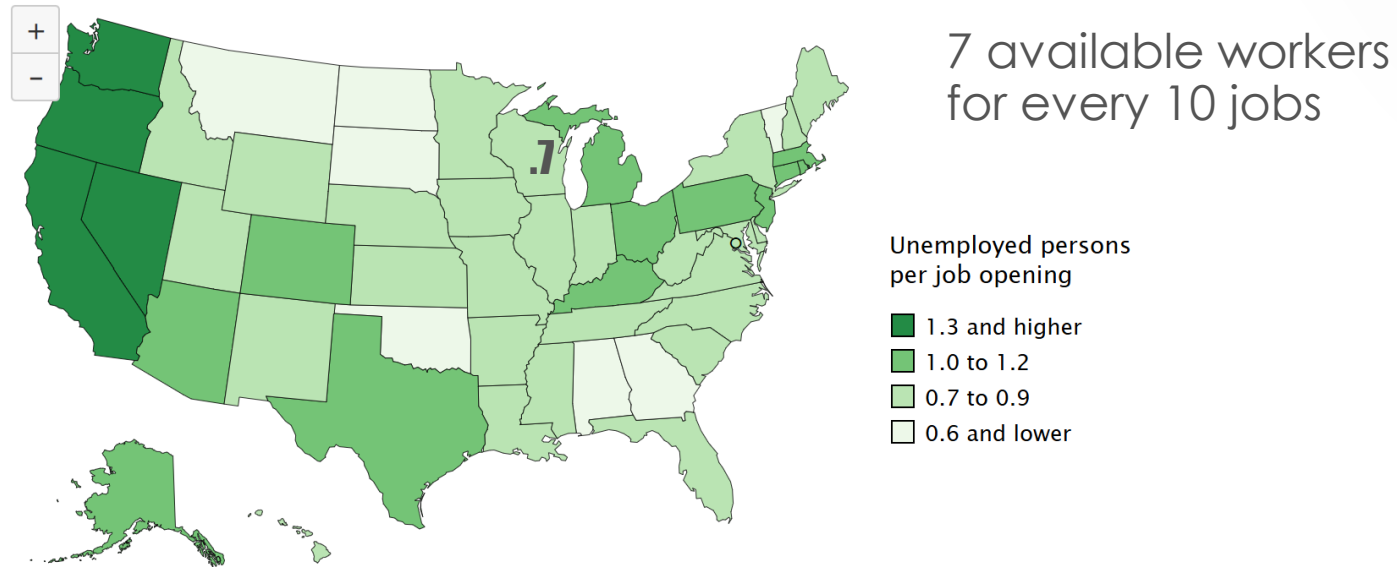 +
−
.7
7 available workers
for every 10 jobs
Unemployed persons
per job opening
1.3 and higher
1.0 to 1.2
0.7 to 0.9
0.6 and lower